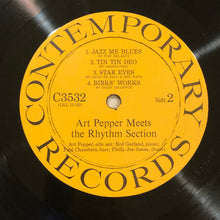 CONTEMPORARY
1. JAZZ ME BLUES
2. TIN TIN DEO
3. STAR EYES
4. BIRKS' WORKS
C3532
Side 2
Art Pepper Meets
the Rhythm Section
Art Pepper, alto sax; Red Garland, piano;
Paul Chambers, bass; Philly Joe Jones, drums.
RECORDS